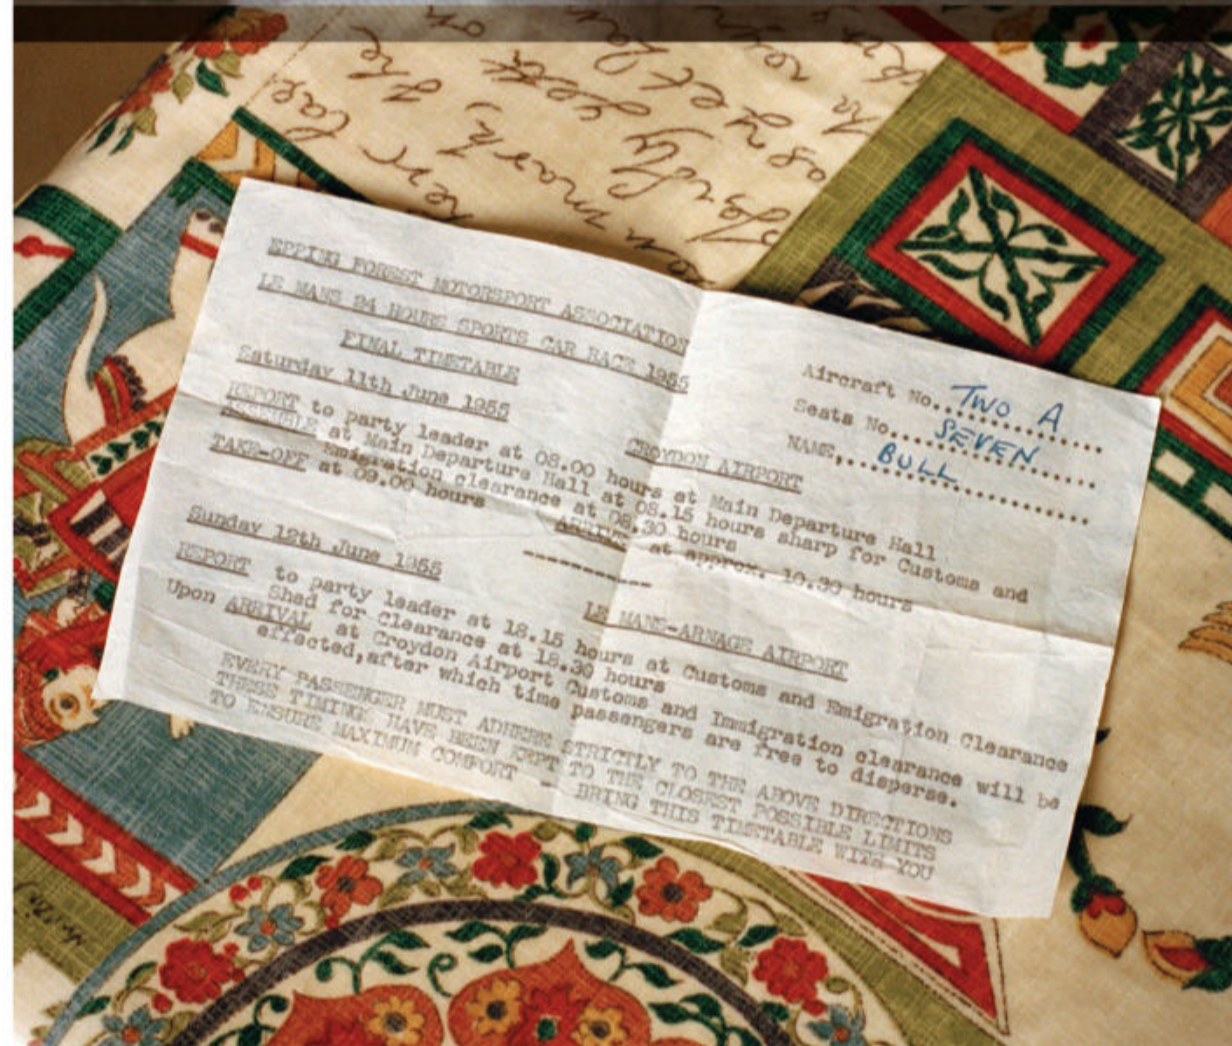 EPPING FOREST MOTORSPORT ASSOCIATION
LE MANS 24 HOURS SPORTS CAR RACE 1955
FINAL TIMETABLE
Aircraft No. TWO A
Seats No. SEVEN
NAME, BULL
Saturday 11th June 1955
CROYDON AIRPORT
REPORT to party leader at 08.00 hours at Main Departure Hall
ASSEMBLE at Main Departure Hall at 08.15 hours sharp for Customs and
Emigration clearance at 08.30 hours
TAKE-OFF at 09.00 hours ARRIVE at approx. 10.30 hours
Sunday 12th June 1955
LE MANS-ARNAGE AIRPORT
REPORT to party leader at 18.15 hours at Customs and Emigration Clearance
Shed for Clearance at 18.30 hours
Upon ARRIVAL at Croydon Airport Customs and Immigration clearance will be
effected, after which time passengers are free to disperse.
EVERY PASSENGER MUST ADHERE STRICTLY TO THE ABOVE DIRECTIONS
THESE TIMING HAVE BEEN KEPT TO THE CLOSEST POSSIBLE LIMITS
TO ENSURE MAXIMUM COMFORT - BRING THIS TIMETABLE WITH YOU